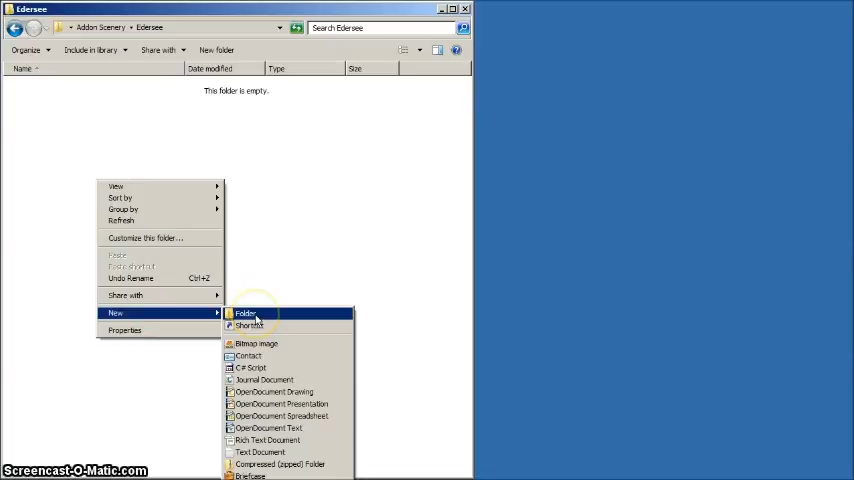 Edersee
Addon Scenery ▸ Edersee
Search Edersee
Organize
Include in library
Share with
New folder
Name
Date modified
Type
Size
This folder is empty.
View
Sort by
Group by
Refresh
Customize this folder...
Paste
Paste shortcut
Undo Rename Ctrl+Z
Share with
New
Properties
Folder
Shortcut
Bitmap image
Contact
C# Script
Journal Document
OpenDocument Drawing
OpenDocument Presentation
OpenDocument Spreadsheet
OpenDocument Text
Rich Text Document
Text Document
Compressed (zipped) Folder
Briefcase
Screencast-O-Matic.com